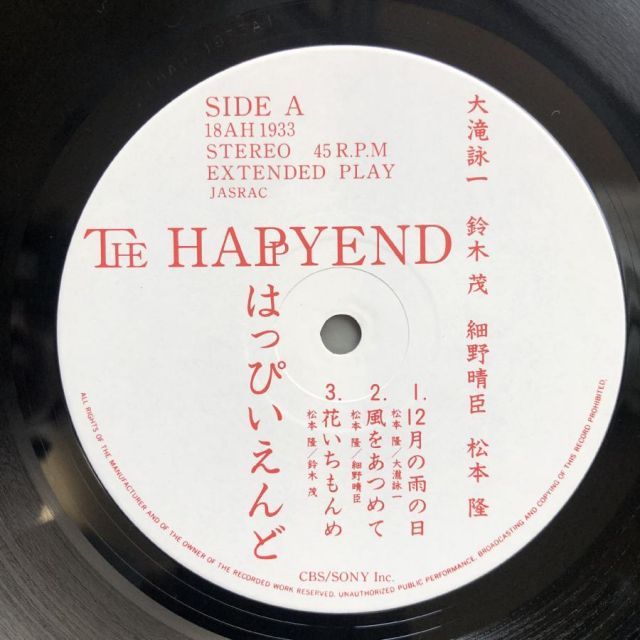 SIDE A
18AH 1933
STEREO 45 R.P.M
EXTENDED PLAY
JASRAC
THE HAPPYEND
はっぴいえんど
大滝詠一 鈴木茂 細野晴臣 松本隆
1. 12月の雨の日
松本隆/大瀧詠一
2. 風をあつめて
松本隆/細野晴臣
3. 花いちもんめ
松本隆/鈴木茂
CBS/SONY Inc.
ALL RIGHTS OF THE MANUFACTURER AND OF THE OWNER OF THE RECORDED WORK RESERVED. UNAUTHORIZED PUBLIC PERFORMANCE, BROADCASTING AND COPYING OF THIS RECORD PROHIBITED.